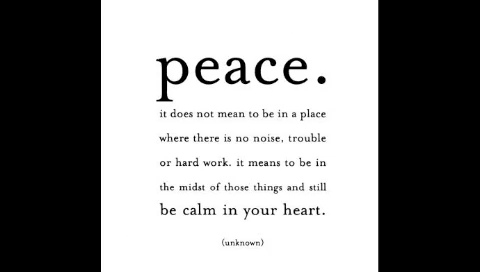 peace.
it does not mean to be in a place
where there is no noise, trouble
or hard work. it means to be in
the midst of those things and still
be calm in your heart.
(unknown)